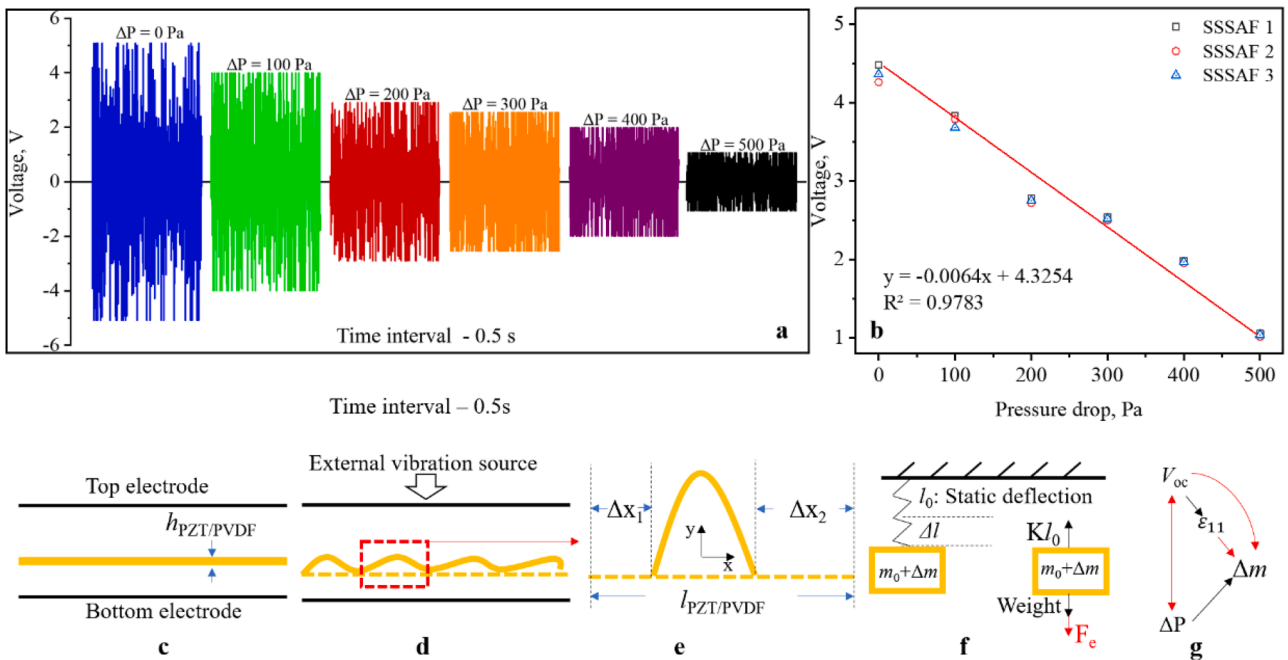 6
4
2
0
-2
-4
-6
Voltage, V
ΔP = 0 Pa
ΔP = 100 Pa
ΔP = 200 Pa
ΔP = 300 Pa
ΔP = 400 Pa
ΔP = 500 Pa
Time interval - 0.5 s
a
5
4
3
2
1
Voltage, V
SSSAF 1
SSSAF 2
SSSAF 3
y = -0.0064x + 4.3254
R² = 0.9783
b
0 100 200 300 400 500
Pressure drop, Pa
Time interval – 0.5s
Top electrode
hPZT/PVDF
Bottom electrode
c
External vibration source
d
Δx₁
Δx₂
y
x
lPZT/PVDF
e
l₀: Static deflection
Δl
Kl₀
m₀+Δm
m₀+Δm
Weight
Fₑ
f
Voc
ε₁₁
Δm
ΔP
g